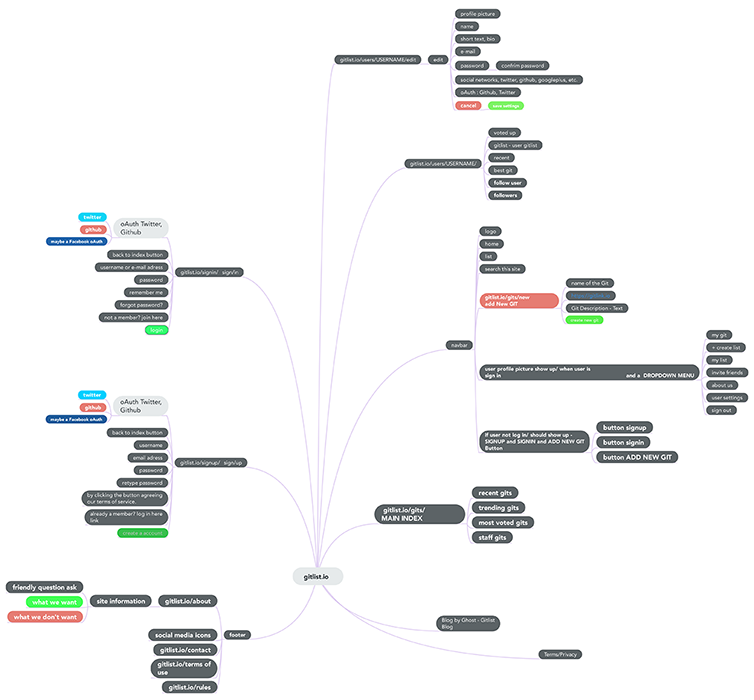 profile picture
name
short text, bio
e-mail
password
confrim password
social networks, twitter, github, googleplus, etc.
oAuth : Github, Twitter
cancel
save settings
gitlist.io/users/USERNAME/edit
edit
gitlist.io/users/USERNAME/
voted up
gitlist - user gitlist
recent
best git
follow user
followers
twitter
github
maybe a Facebook oAuth
oAuth Twitter,
Github
back to index button
username or e-mail adress
password
remember me
forgot password?
not a member? join here
login
gitlist.io/signin/ sign/in
logo
home
list
search this site
gitlist.io/gits/new
add New GIT
name of the Git
Git Description - Text
create new git
navbar
user profile picture show up/ when user is
sign in and a DROPDOWN MENU
my git
+ create list
my list
invite friends
about us
user settings
sign out
If user not log in/ should show up -
SIGNUP and SIGNIN and ADD NEW GIT
Button
button signup
button signin
button ADD NEW GIT
twitter
github
maybe a Facebook oAuth
oAuth Twitter,
Github
back to index button
username
email adress
password
retype password
by clicking the button agreeing
our terms of service.
already a member? log in here
link
create a account
gitlist.io/signup/ sign/up
gitlist.io/gits/
MAIN INDEX
recent gits
trending gits
most voted gits
staff gits
gitlist.io
friendly question ask
what we want
what we don't want
site information
gitlist.io/about
social media icons
gitlist.io/contact
gitlist.io/terms of
use
gitlist.io/rules
footer
Blog by Ghost - Gitlist
Blog
Terms/Privacy